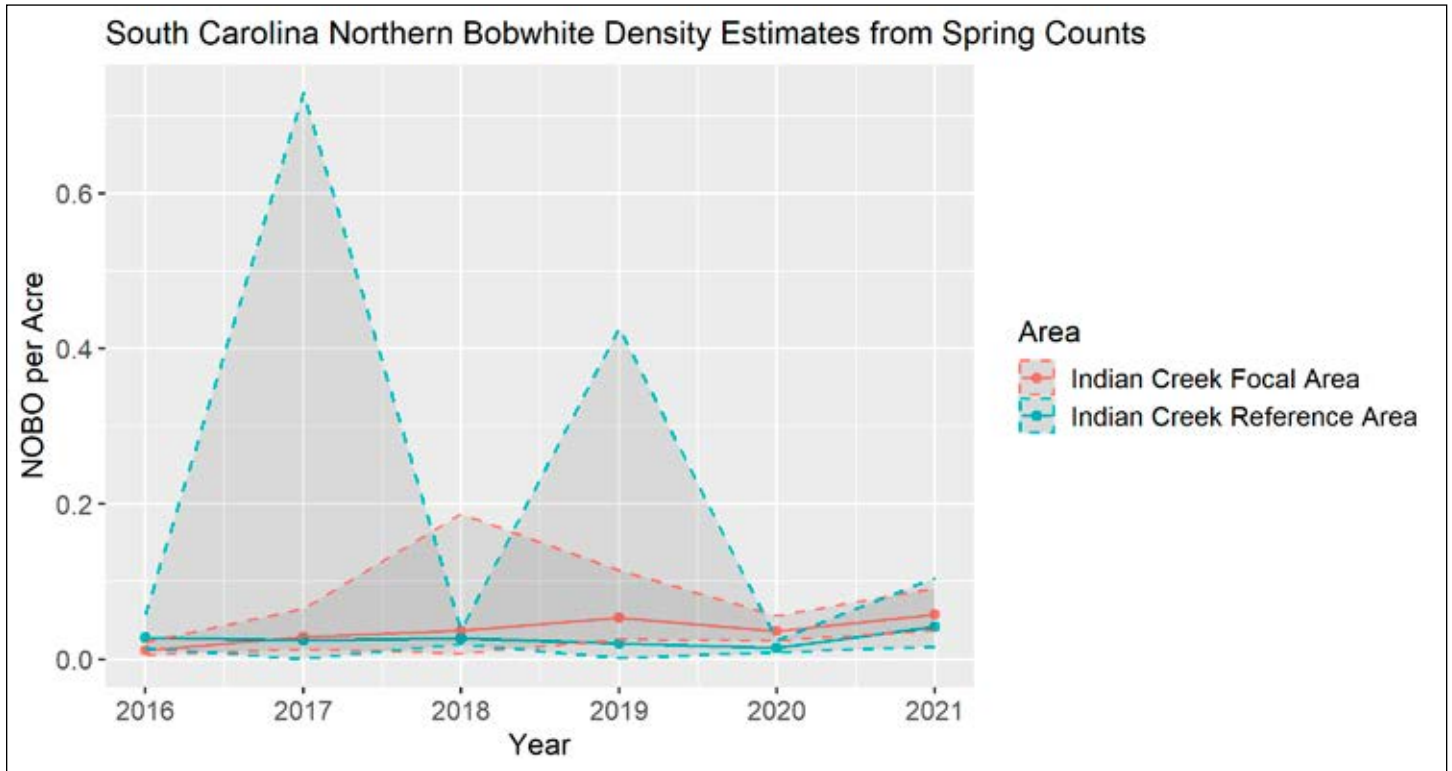 South Carolina Northern Bobwhite Density Estimates from Spring Counts
NOBO per Acre
0.6
0.4
0.2
0.0
2016 2017 2018 2019 2020 2021
Year
Area
Indian Creek Focal Area
Indian Creek Reference Area